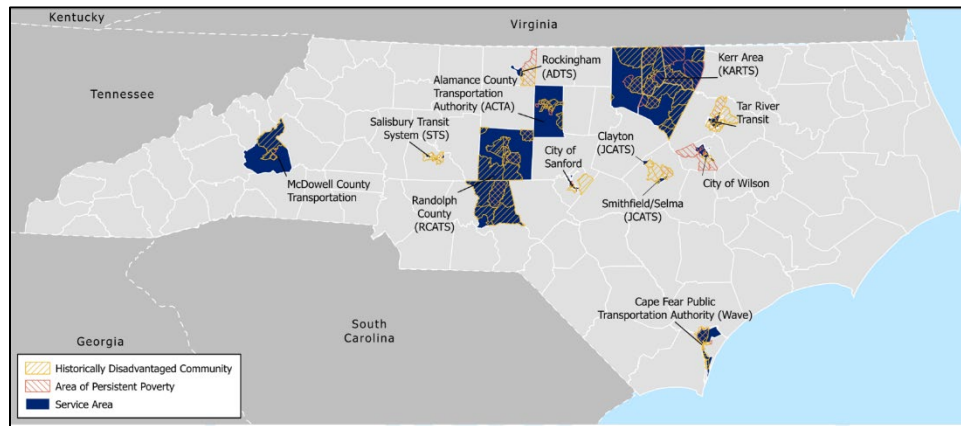 Kentucky
Virginia
Tennessee
Rockingham
(ADTS)
Kerr Area
(KARTS)
Alamance County
Transportation
Authority (ACTA)
Tar River
Transit
Salisbury Transit
System (STS)
Clayton
(JCATS)
City of
Sanford
McDowell County
Transportation
City of Wilson
Randolph
County
(RCATS)
Smithfield/Selma
(JCATS)
Cape Fear Public
Transportation Authority (Wave)
South
Carolina
Georgia
Historically Disadvantaged Community
Area of Persistent Poverty
Service Area